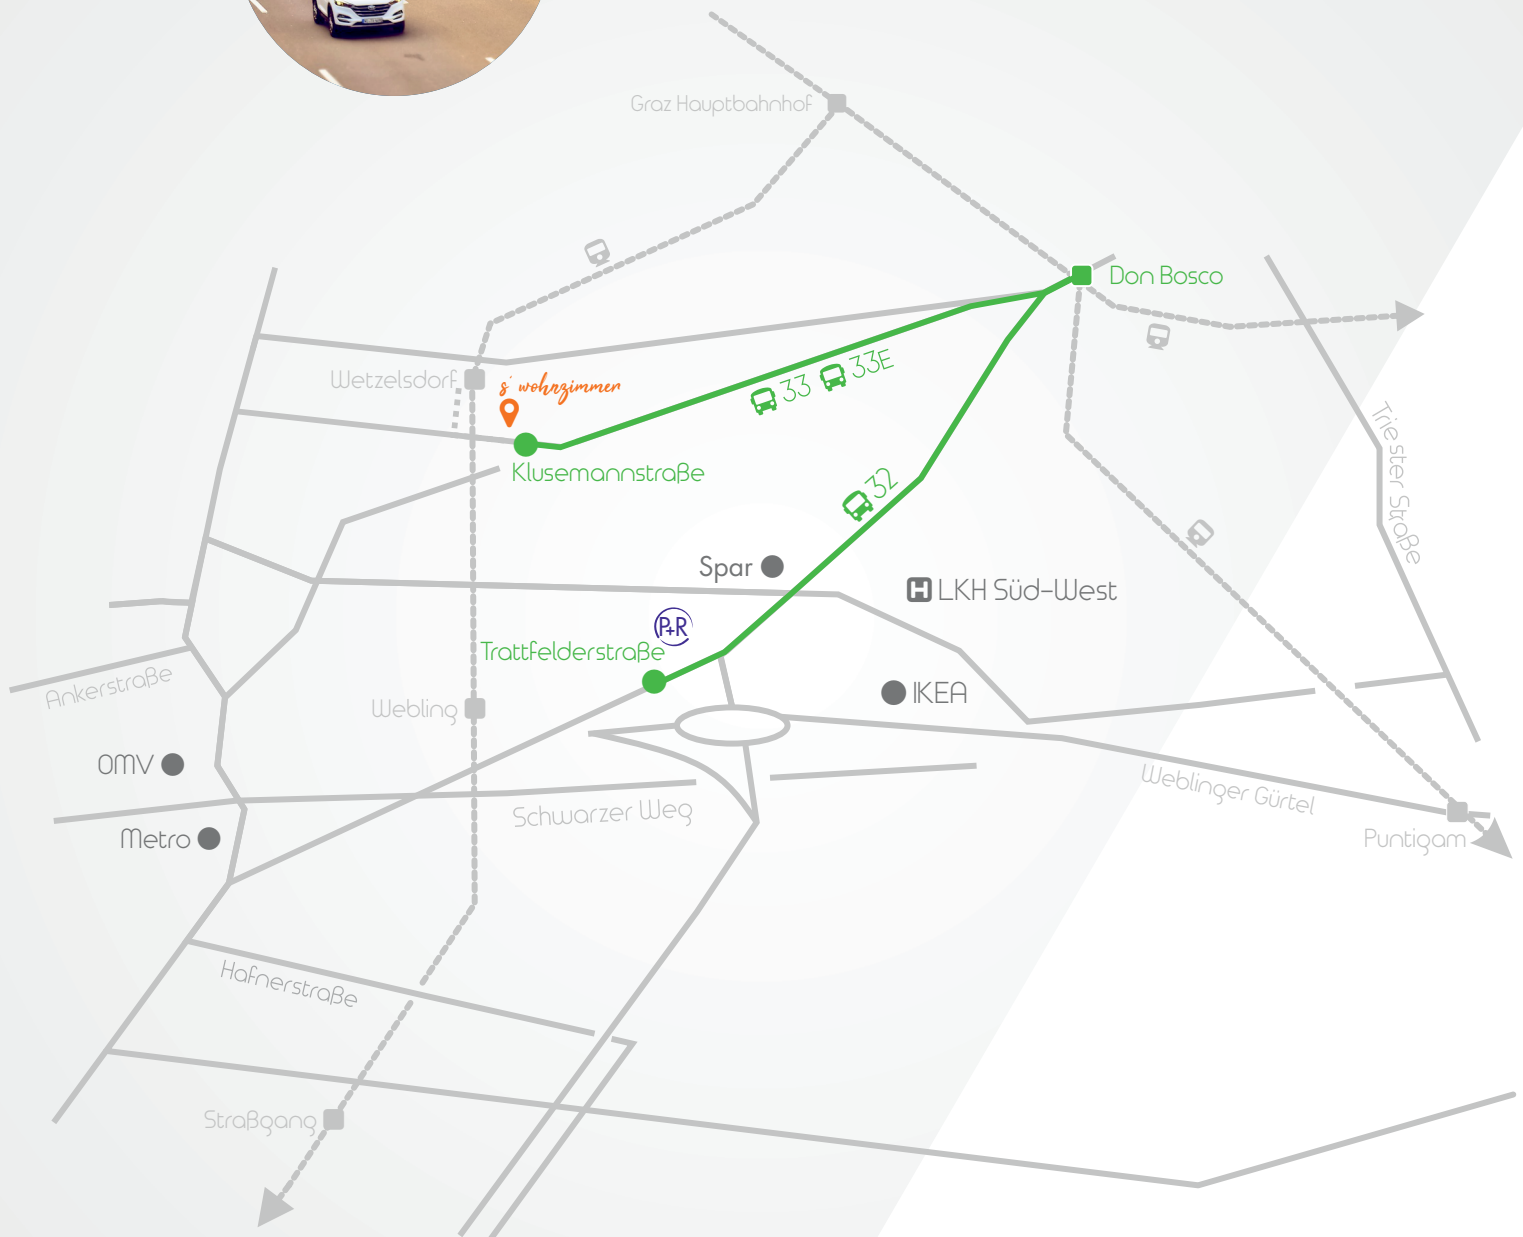 Graz Hauptbahnhof
Don Bosco
Wetzelsdorf
s' wohnzimmer
33
33E
Klusemannstraße
32
Triester Straße
Spar
H LKH Süd-West
P+R
Trattfelderstraße
Ankerstraße
IKEA
Webling
OMV
Weblinger Gürtel
Schwarzer Weg
Metro
Puntigam
Hafnerstraße
Straßgang